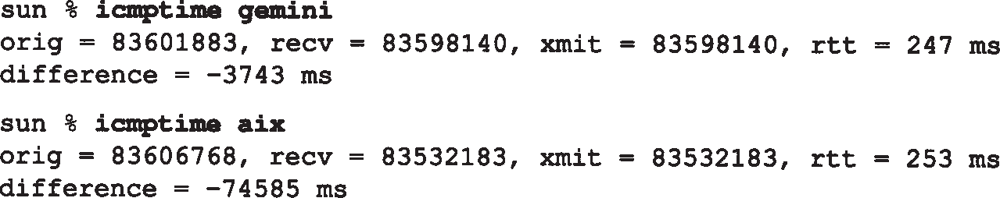 sun % icmptime gemini
orig = 83601883, recv = 83598140, xmit = 83598140, rtt = 247 ms
difference = -3743 ms
sun % icmptime aix
orig = 83606768, recv = 83532183, xmit = 83532183, rtt = 253 ms
difference = -74585 ms